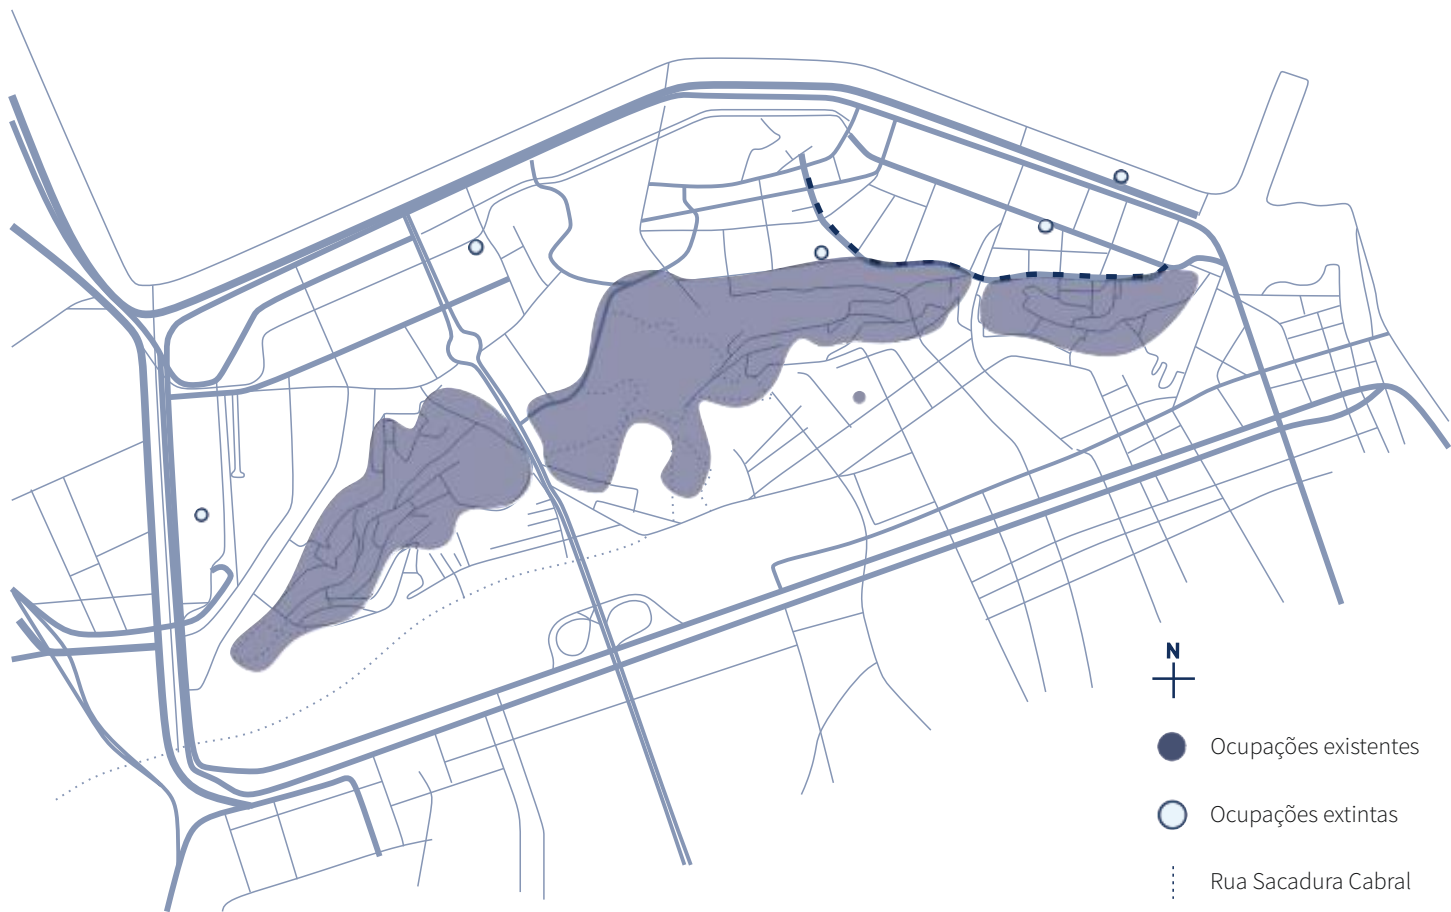 N
Ocupações existentes
Ocupações extintas
Rua Sacadura Cabral